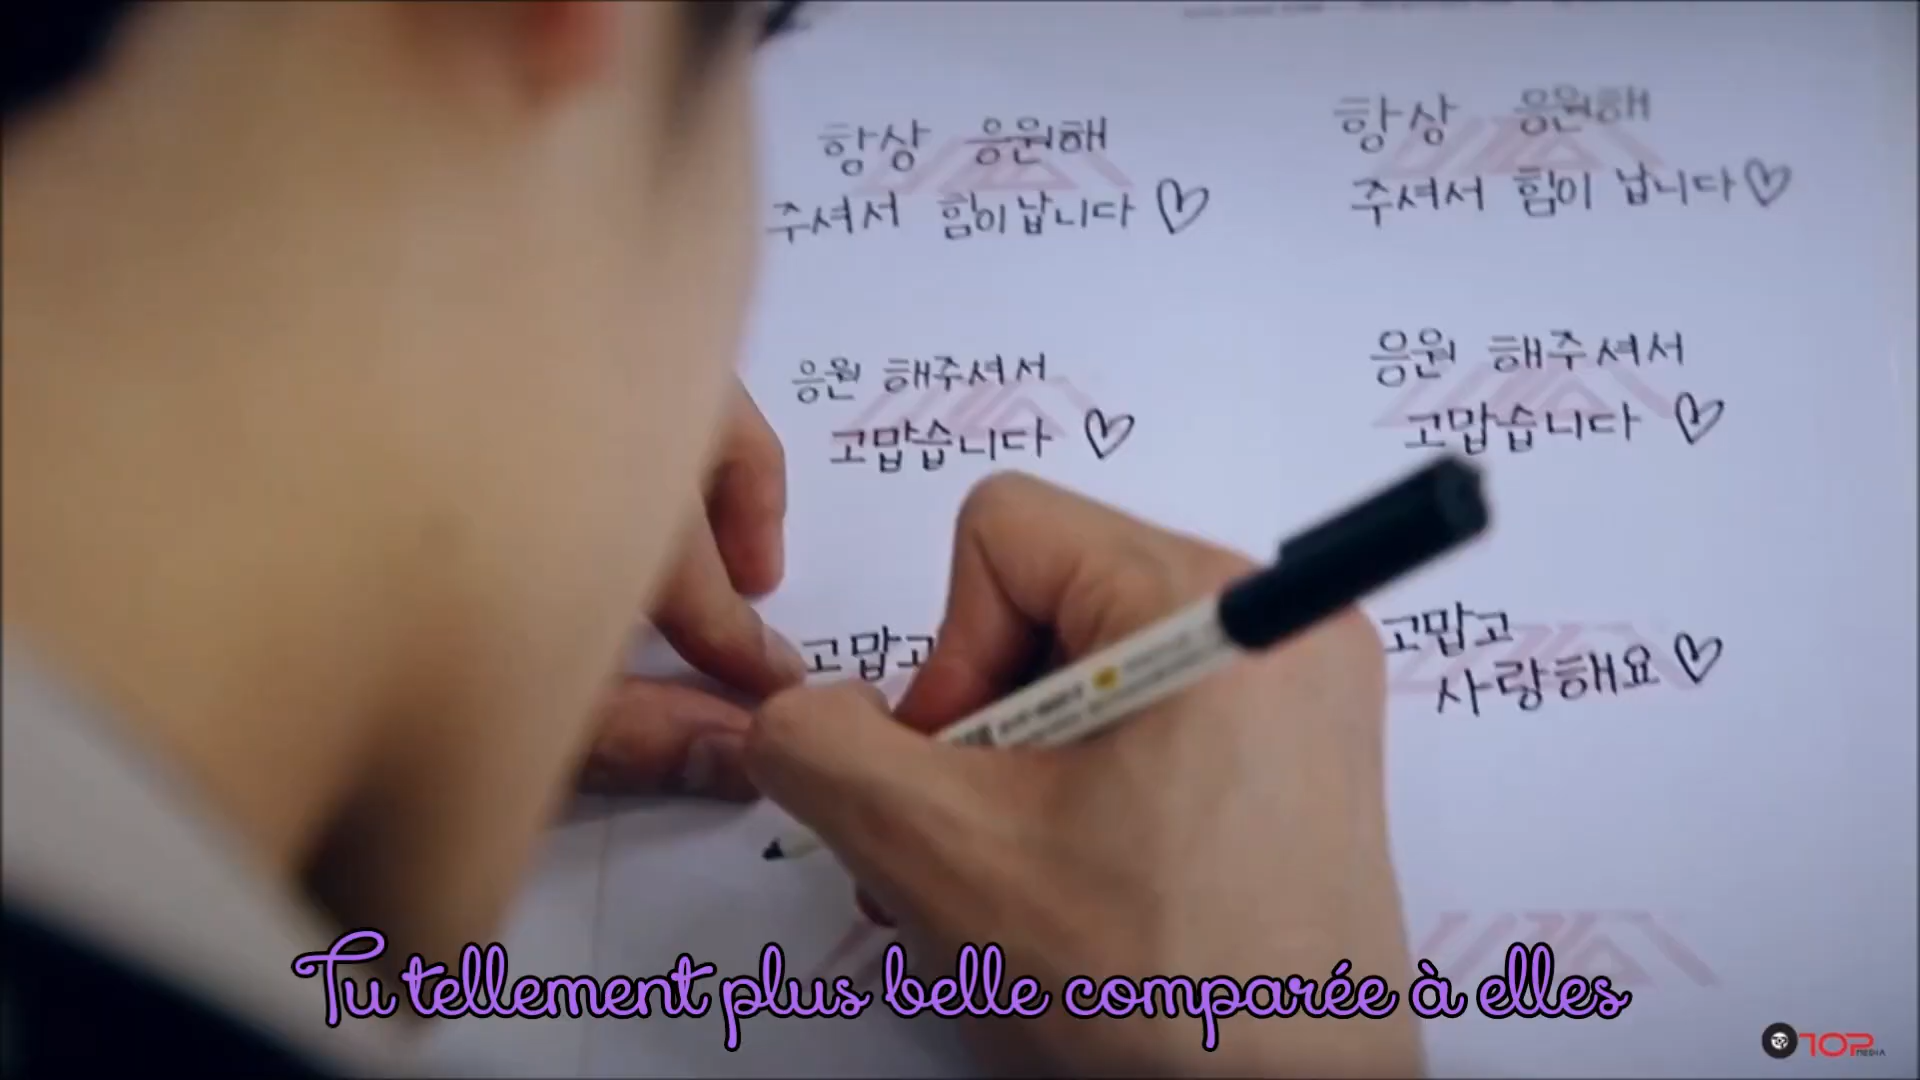 항상 응원해
주셔서 힘이 납니다♡
항상 응원해
주셔서 힘이 납니다♡
응원 해주셔서
고맙습니다 ♡
응원 해주셔서
고맙습니다 ♡
고맙고
고맙고
사랑해요 ♡
Tu tellement plus belle comparée à elles
TOP
MEDIA